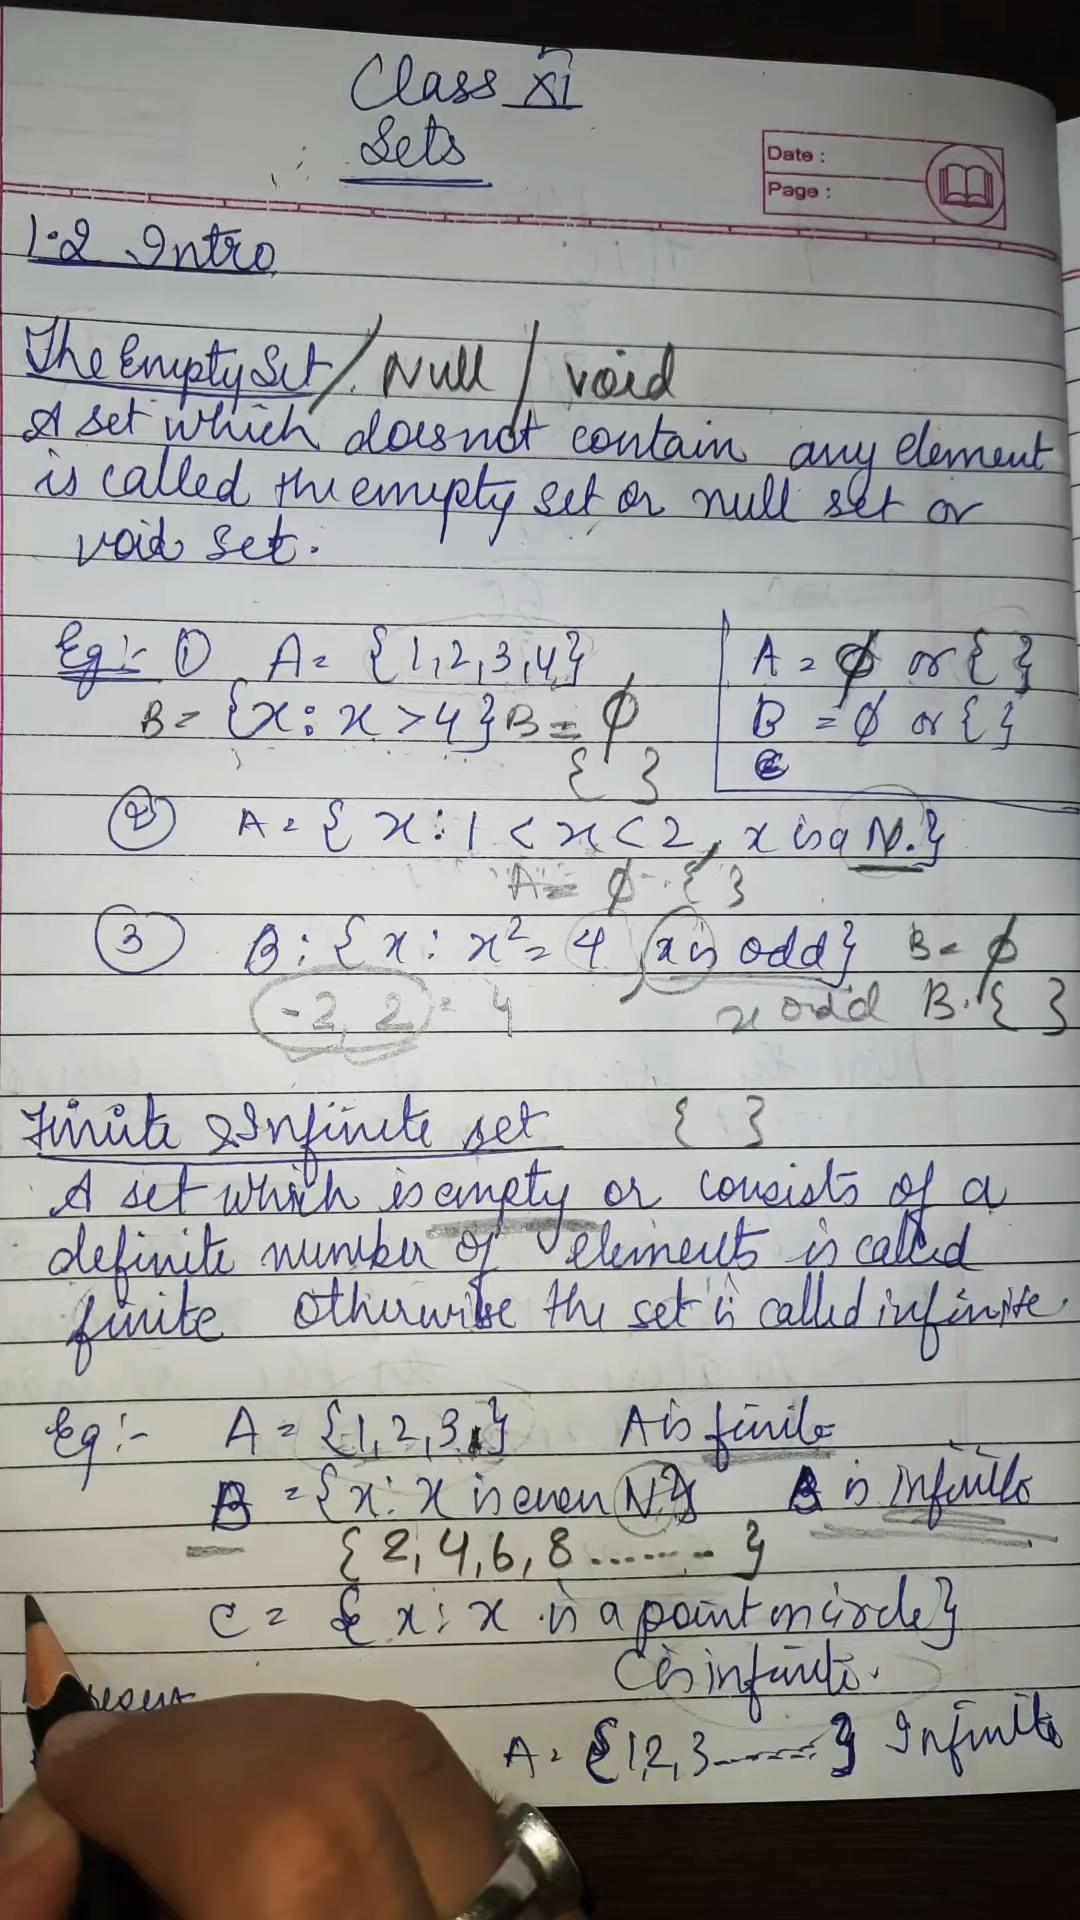 Class XI
Sets
Date :
Page :
1.2 Intro
The Empty Set / Null / void
A set which does not contain any element
is called the empty set or null set or
void set.
Eg:- ① A = {1,2,3,4}
B = {x : x > 4} B = ϕ
{ }
A = ϕ or { }
B = ϕ or { }
② A = { x : 1 < x < 2, x is a N.}
A = ϕ { }
③ B : { x : x² = 4, x is odd} B = ϕ
-2, 2 = 4 x odd B. { }
Finite & Infinite set { }
A set which is empty or consists of a
definite number of elements is called
finite otherwise the set is called infinite.
Eg:- A = {1, 2, 3.} A is finite
B = {x : x is even N.} B is infinite
{ 2, 4, 6, 8 ....... }
C = { x : x is a point on circle}
C is infinite.
A = {1,2,3------} Infinite